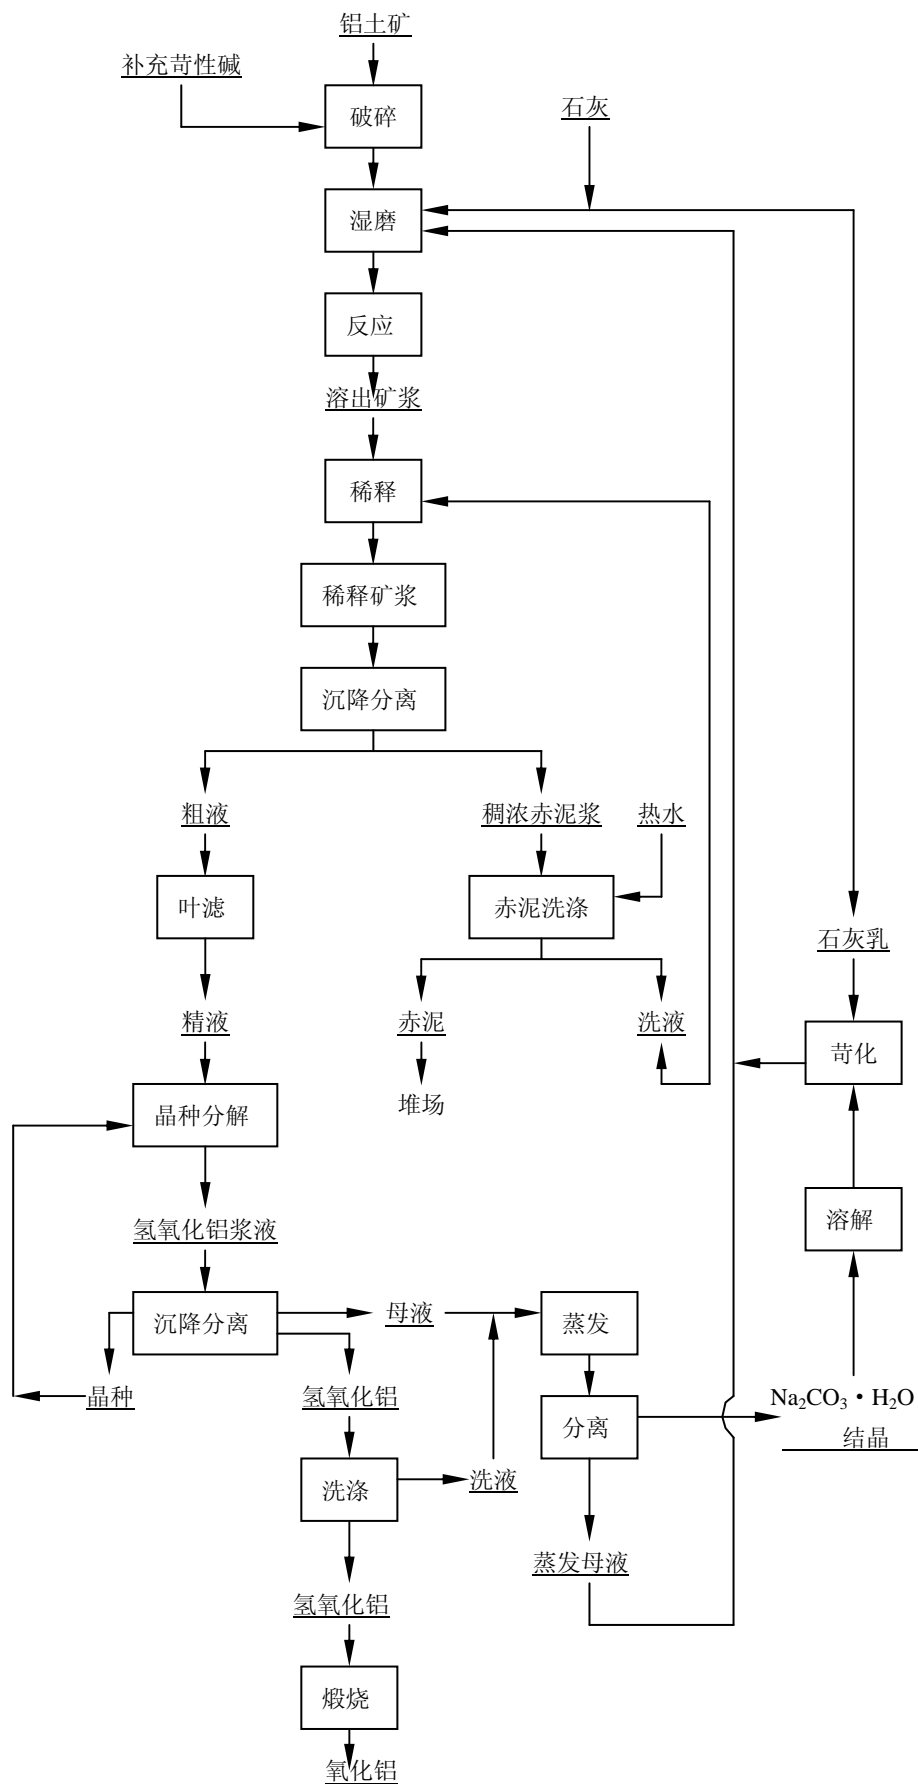 铝土矿
补充苛性碱
破碎
石灰
湿磨
反应
溶出矿浆
稀释
稀释矿浆
沉降分离
粗液
稠浓赤泥浆
热水
叶滤
赤泥洗涤
石灰乳
精液
赤泥
洗液
苛化
晶种分解
堆场
氢氧化铝浆液
溶解
沉降分离
母液
蒸发
晶种
氢氧化铝
分离
Na₂CO₃·H₂O
结晶
洗涤
洗液
蒸发母液
氢氧化铝
煅烧
氧化铝